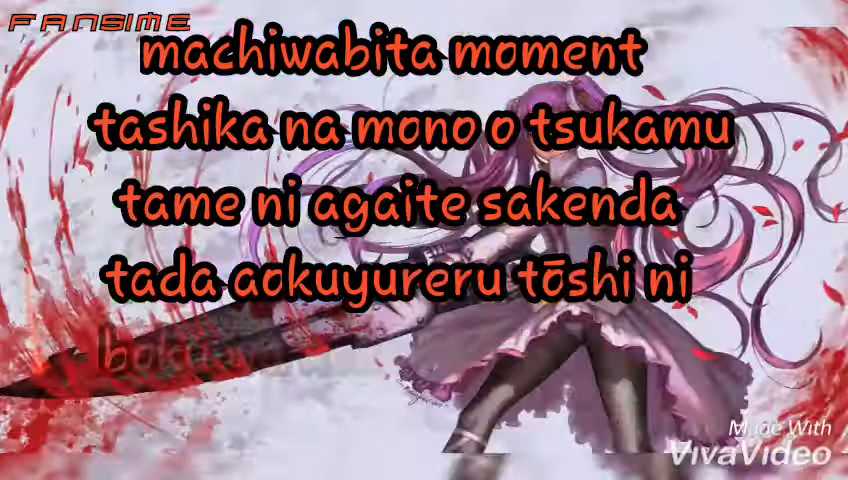 FANSIME
machiwabita moment
tashika na mono o tsukamu
tame ni agaite sakenda
tada aokuyureru tōshi ni
Made With
VivaVideo